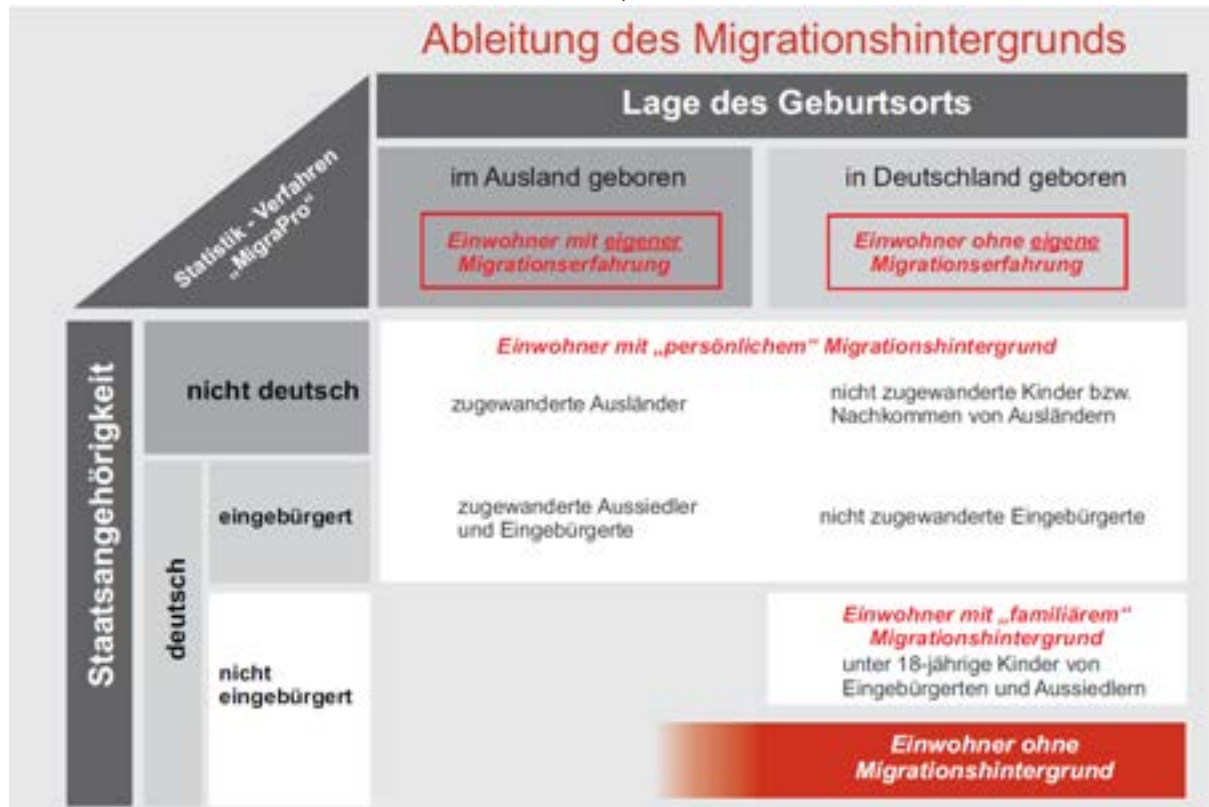 Ableitung des Migrationshintergrunds
Statistik - Verfahren
„MigraPro“
Lage des Geburtsorts
im Ausland geboren
Einwohner mit eigener
Migrationserfahrung
in Deutschland geboren
Einwohner ohne eigene
Migrationserfahrung
Staatsangehörigkeit
nicht deutsch
Einwohner mit „persönlichem“ Migrationshintergrund
zugewanderte Ausländer
nicht zugewanderte Kinder bzw.
Nachkommen von Ausländern
deutsch
eingebürgert
zugewanderte Aussiedler
und Eingebürgerte
nicht zugewanderte Eingebürgerte
nicht
eingebürgert
Einwohner mit „familiärem“
Migrationshintergrund
unter 18-jährige Kinder von
Eingebürgerten und Aussiedlern
Einwohner ohne
Migrationshintergrund